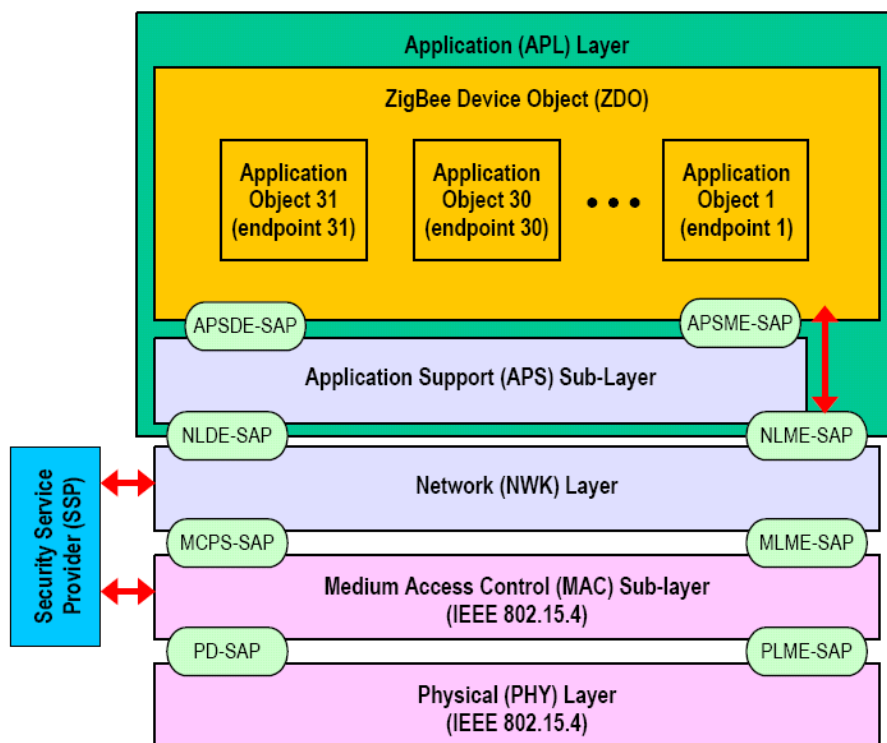 Application (APL) Layer
ZigBee Device Object (ZDO)
Application
Object 31
(endpoint 31)
Application
Object 30
(endpoint 30)
• • •
Application
Object 1
(endpoint 1)
APSDE-SAP
APSME-SAP
Application Support (APS) Sub-Layer
NLDE-SAP
NLME-SAP
Security Service
Provider (SSP)
Network (NWK) Layer
MCPS-SAP
MLME-SAP
Medium Access Control (MAC) Sub-layer
(IEEE 802.15.4)
PD-SAP
PLME-SAP
Physical (PHY) Layer
(IEEE 802.15.4)